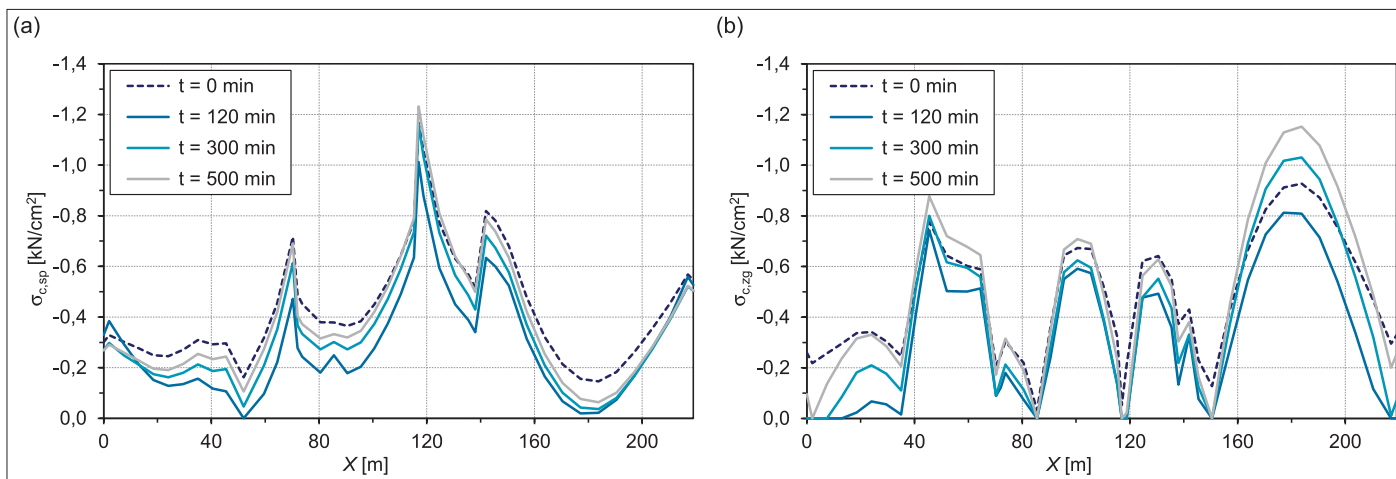 (a)
-1,4
-1,2
-1,0
-0,8
-0,6
-0,4
-0,2
0,0
σc,sp [kN/cm²]
t = 0 min
t = 120 min
t = 300 min
t = 500 min
0
40
80
120
160
200
X [m]
(b)
-1,4
-1,2
-1,0
-0,8
-0,6
-0,4
-0,2
0,0
σc,zg [kN/cm²]
t = 0 min
t = 120 min
t = 300 min
t = 500 min
0
40
80
120
160
200
X [m]